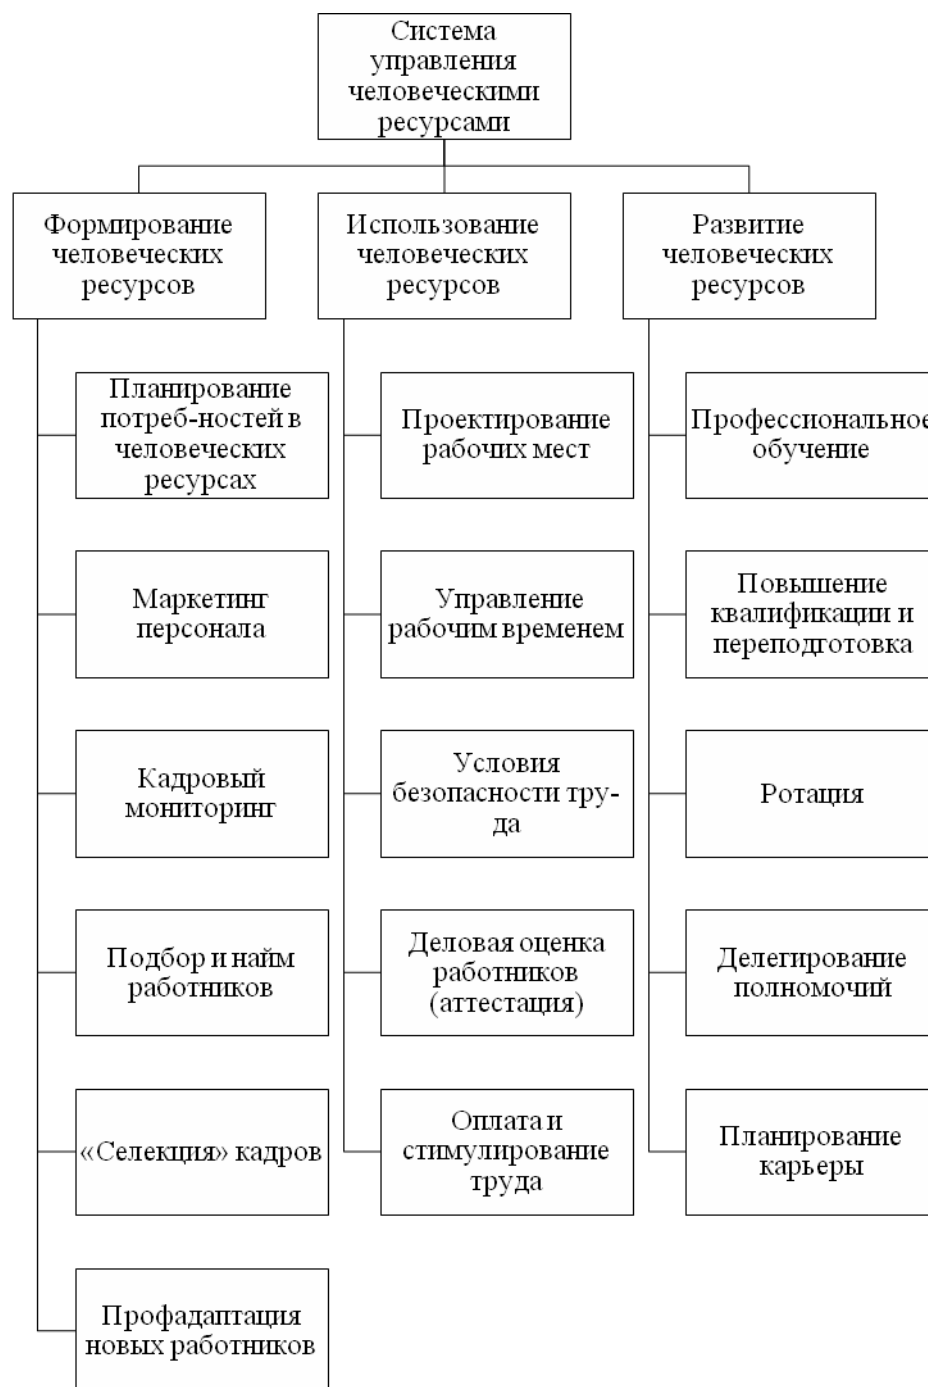 Система
управления
человеческими
ресурсами
Формирование
человеческих
ресурсов
Использование
человеческих
ресурсов
Развитие
человеческих
ресурсов
Планирование
потреб-ностей в
человеческих
ресурсах
Маркетинг
персонала
Кадровый
мониторинг
Подбор и найм
работников
«Селекция» кадров
Профадаптация
новых работников
Проектирование
рабочих мест
Управление
рабочим временем
Условия
безопасности тру-
да
Деловая оценка
работников
(аттестация)
Оплата и
стимулирование
труда
Профессиональное
обучение
Повышение
квалификации и
переподготовка
Ротация
Делегирование
полномочий
Планирование
карьеры